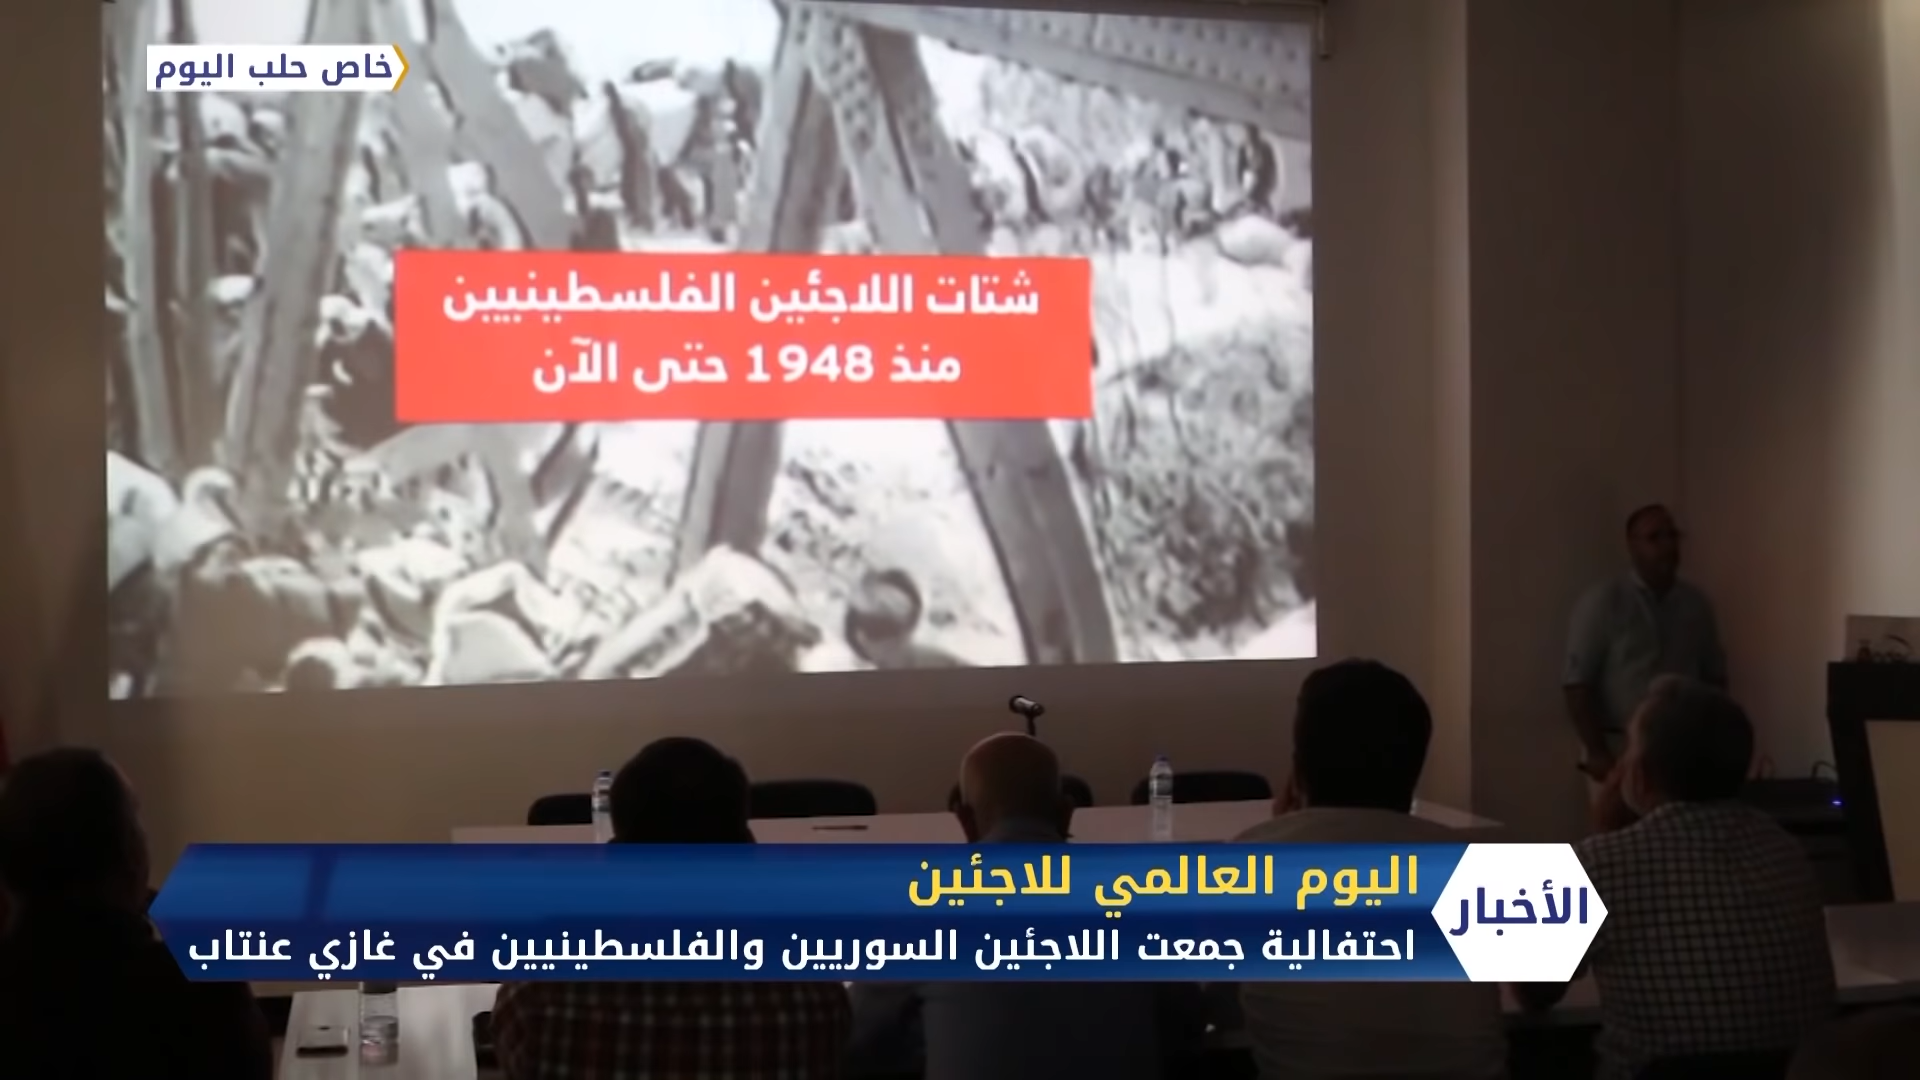 خاص حلب اليوم
شتات اللاجئين الفلسطينيين
منذ 1948 حتى الآن
اليوم العالمي للاجئين
الأخبار
احتفالية جمعت اللاجئين السوريين والفلسطينيين في غازي عنتاب